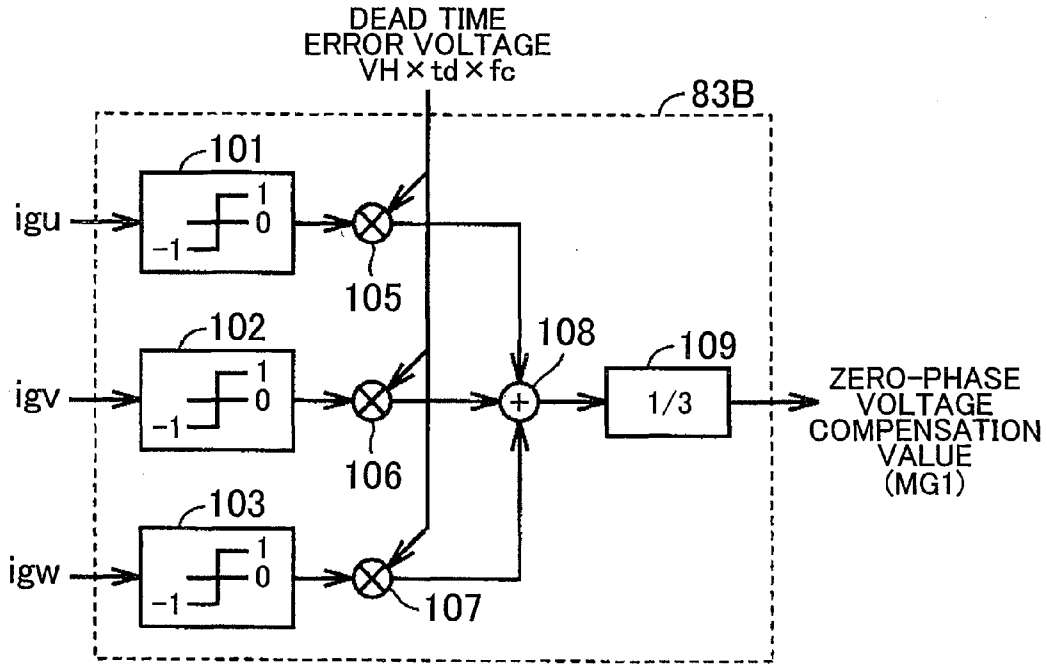 DEAD TIME
ERROR VOLTAGE
VH×td×fc
83B
101
igu
1
0
-1
105
102
igv
1
0
-1
106
108
+
109
1/3
ZERO-PHASE
VOLTAGE
COMPENSATION
VALUE
(MG1)
103
igw
1
0
-1
107